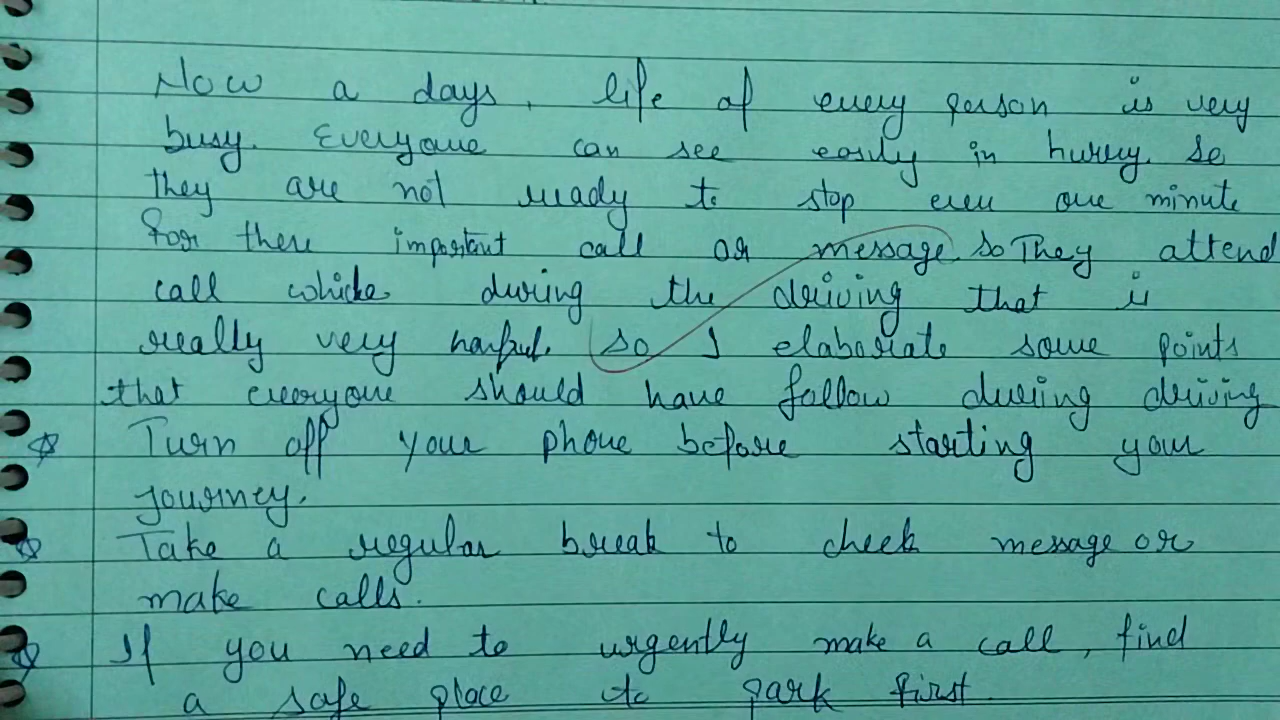 Now a days, life of every person is very
busy. Everyone can see easily in hurry. So
they are not ready to stop even one minute
for there important call or message so They attend
call while during the driving that is
really very harful. so I elaboriate some points
that everyone should have follow during driving
Turn off your phone before starting your
journey.
Take a regular break to check message or
make calls.
If you need to urgently make a call, find
a safe place to park first.